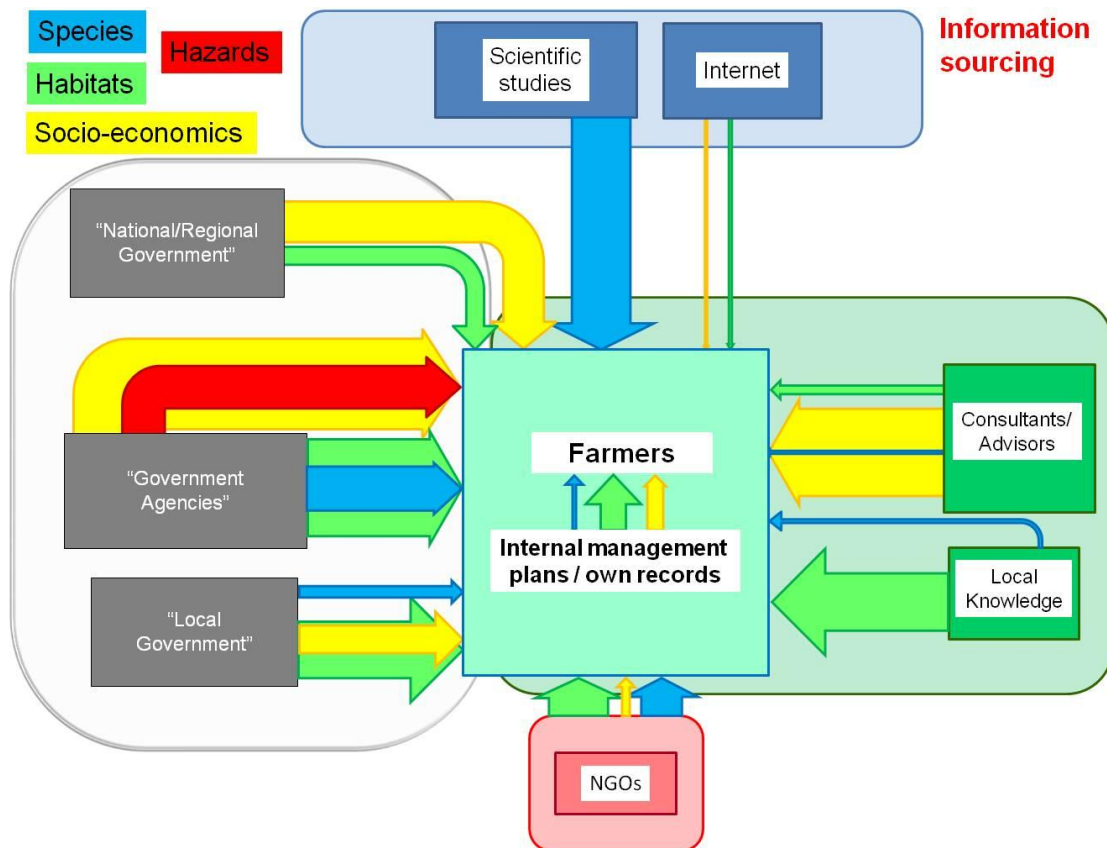 Species
Hazards
Habitats
Socio-economics
Scientific
studies
Internet
Information
sourcing
“National/Regional
Government”
“Government
Agencies”
“Local
Government”
Farmers
Internal management
plans / own records
Consultants/
Advisors
Local
Knowledge
NGOs